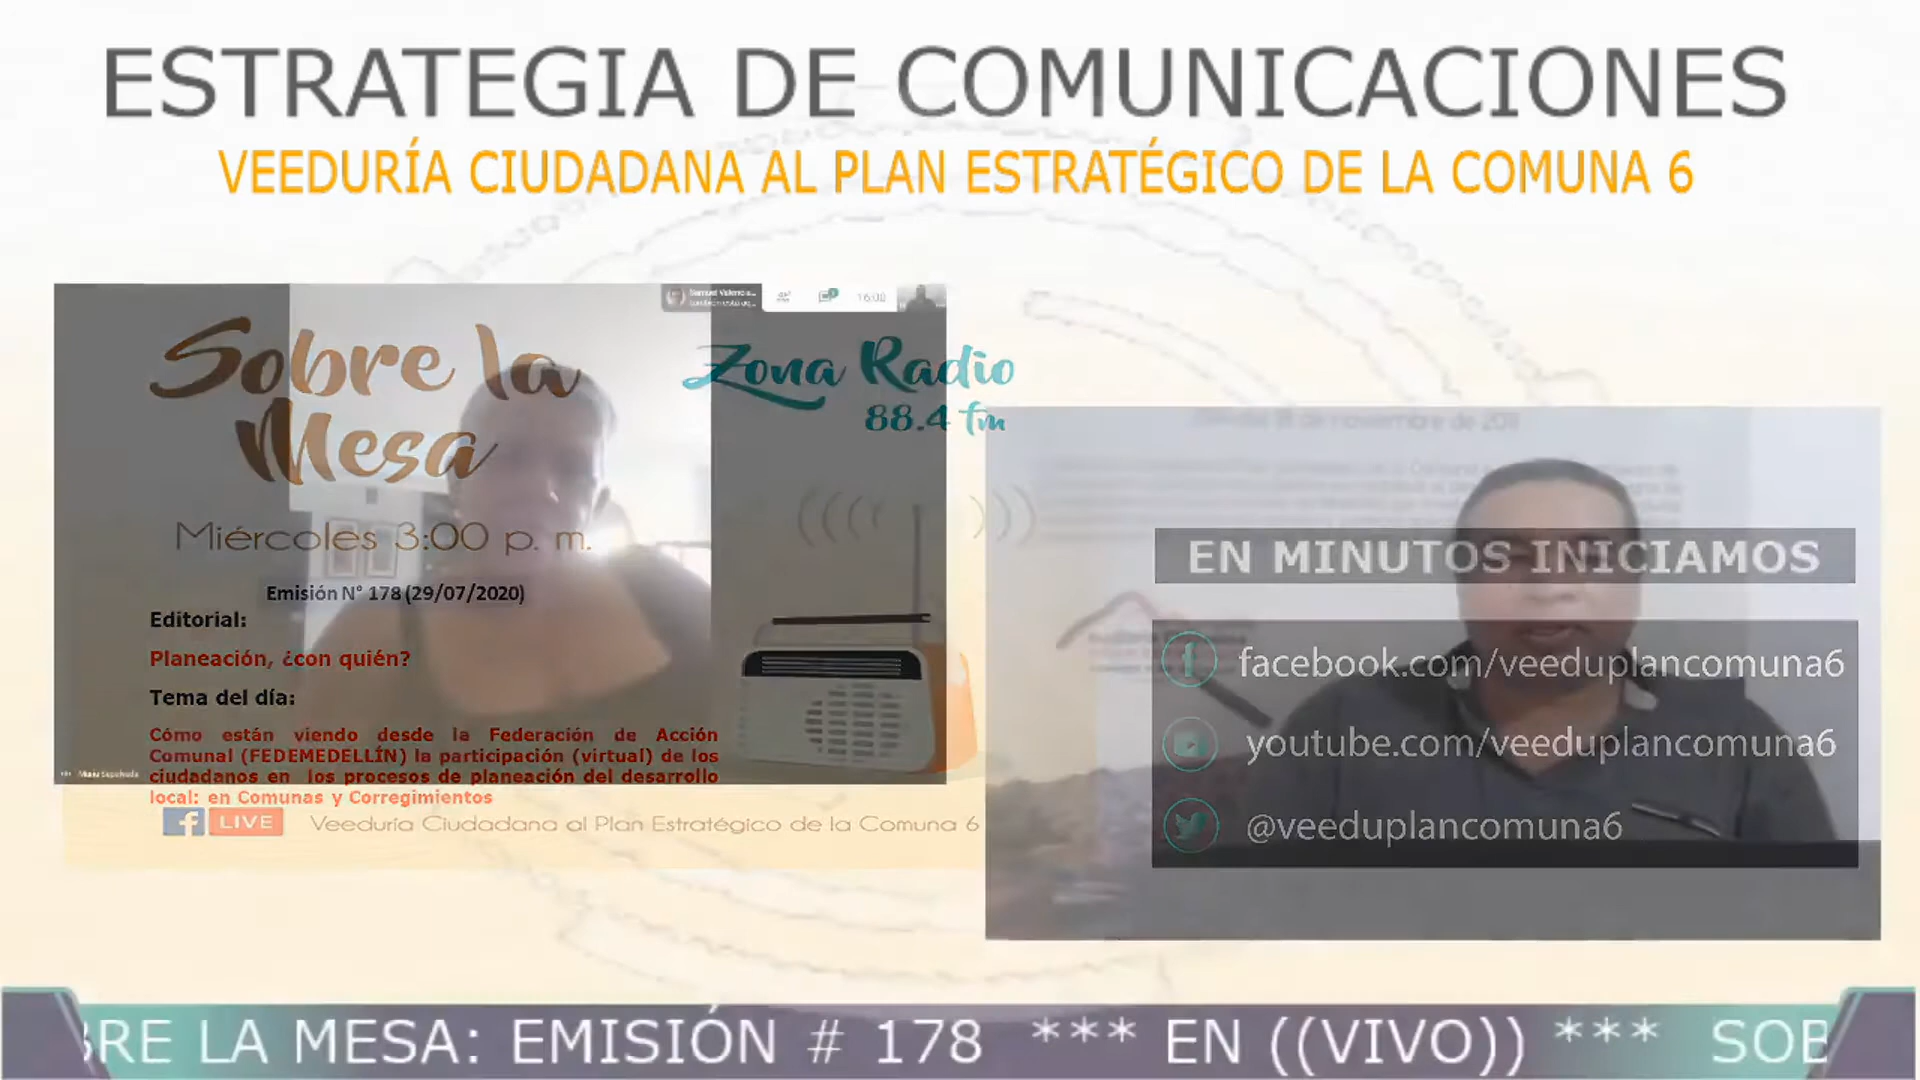 ESTRATEGIA DE COMUNICACIONES
VEEDURÍA CIUDADANA AL PLAN ESTRATÉGICO DE LA COMUNA 6
16:00
Sobre la
Mesa
Zona Radio
88.4 fm
Miércoles 3:00 p. m.
Emisión N° 178 (29/07/2020)
Editorial:
Planeación, ¿con quién?
Tema del día:
Cómo están viendo desde la Federación de Acción
Comunal (FEDEMEDELLÍN) la participación (virtual) de los
ciudadanos en los procesos de planeación del desarrollo
local: en Comunas y Corregimientos
LIVE Veeduría Ciudadana al Plan Estratégico de la Comuna 6
EN MINUTOS INICIAMOS
facebook.com/veeduplancomuna6
youtube.com/veeduplancomuna6
@veeduplancomuna6
BRE LA MESA: EMISIÓN # 178 *** EN ((VIVO)) *** SOB